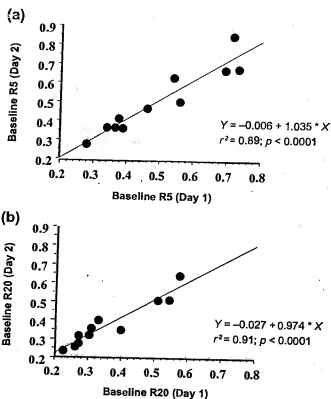 (a)
0.9
0.8
0.7
0.6
0.5
0.4
0.3
0.2
Baseline R5 (Day 2)
Y = –0.006 + 1.035 * X
r² = 0.89; p < 0.0001
0.2 0.3 0.4 0.5 0.6 0.7 0.8
Baseline R5 (Day 1)
(b)
0.9
0.8
0.7
0.6
0.5
0.4
0.3
0.2
Baseline R20 (Day 2)
Y = –0.027 + 0.974 * X
r² = 0.91; p < 0.0001
0.2 0.3 0.4 0.5 0.6 0.7 0.8
Baseline R20 (Day 1)